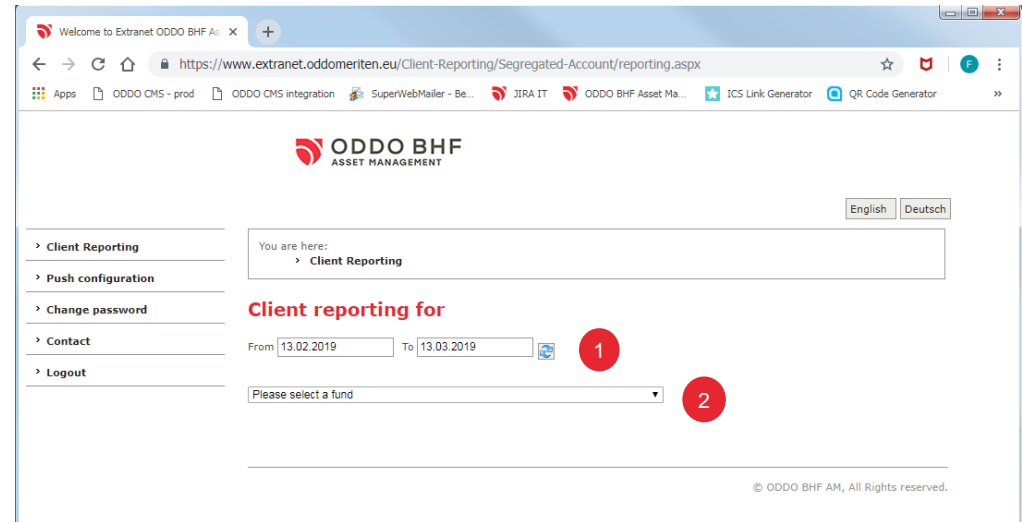 Welcome to Extranet ODDO BHF As
https://www.extranet.oddomeriten.eu/Client-Reporting/Segregated-Account/reporting.aspx
F
Apps ODDO CMS - prod ODDO CMS integration SuperWebMailer - Be... JIRA IT ODDO BHF Asset Ma... ICS Link Generator QR Code Generator »
ODDO BHF
ASSET MANAGEMENT
English Deutsch
Client Reporting
Push configuration
Change password
Contact
Logout
You are here:
Client Reporting
Client reporting for
From 13.02.2019 To 13.03.2019
1
Please select a fund
2
© ODDO BHF AM, All Rights reserved.